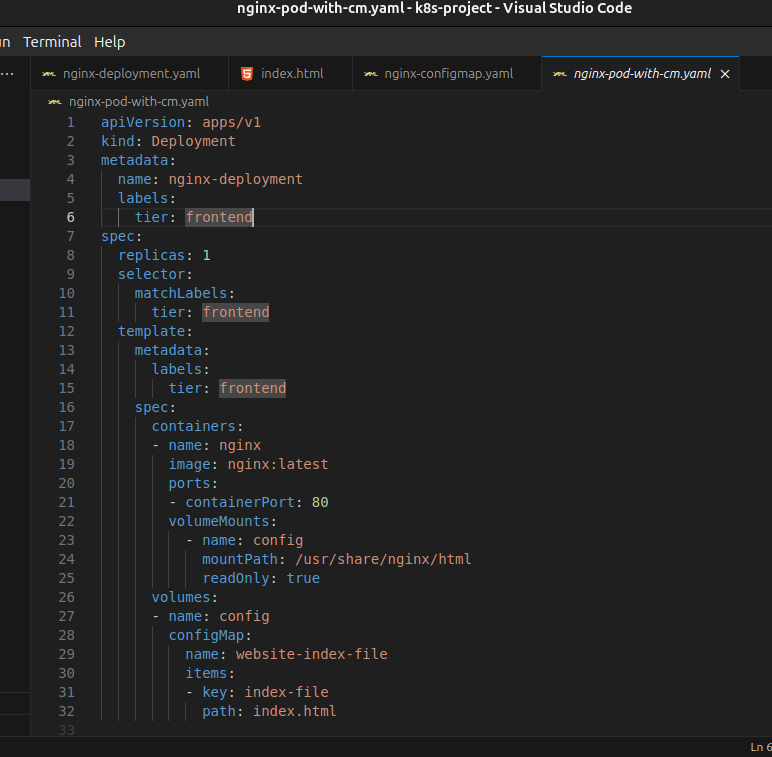 nginx-pod-with-cm.yaml - k8s-project - Visual Studio Code
Terminal Help
... nginx-deployment.yaml index.html nginx-configmap.yaml nginx-pod-with-cm.yaml
nginx-pod-with-cm.yaml
1 apiVersion: apps/v1
2 kind: Deployment
3 metadata:
4   name: nginx-deployment
5   labels:
6     tier: frontend
7 spec:
8   replicas: 1
9   selector:
10     matchLabels:
11       tier: frontend
12   template:
13     metadata:
14       labels:
15         tier: frontend
16     spec:
17       containers:
18       - name: nginx
19         image: nginx:latest
20         ports:
21         - containerPort: 80
22         volumeMounts:
23           - name: config
24             mountPath: /usr/share/nginx/html
25             readOnly: true
26       volumes:
27       - name: config
28         configMap:
29           name: website-index-file
30           items:
31           - key: index-file
32             path: index.html
33
Ln 6